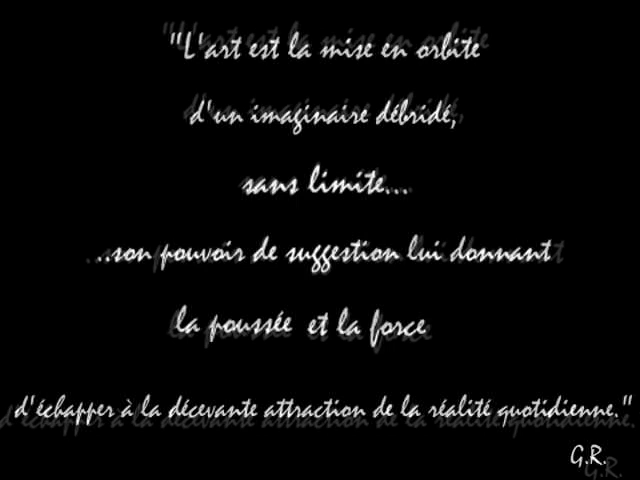 "L'art est la mise en orbite
d'un imaginaire débridé,
sans limite...
...son pouvoir de suggestion lui donnant
la poussée et la force
d'échapper à la décevante attraction de la réalité quotidienne."
G.R.